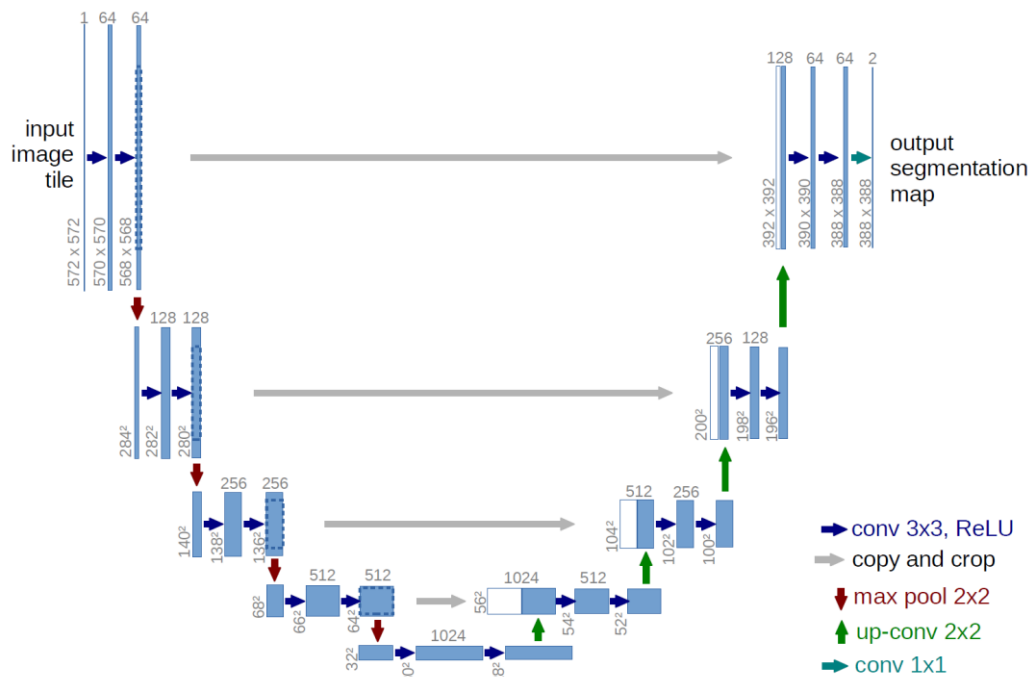 1 64 64
input
image
tile
572 x 572
570 x 570
568 x 568
128 64 64 2
output
segmentation
map
392 x 392
390 x 390
388 x 388
388 x 388
128 128
284²
282²
280²
256 128
200²
198²
196²
256 256
140²
138²
136²
512 256
104²
102²
100²
512 512
68²
66²
64²
1024 512
56²
54²
52²
1024
32²
0²
8²
conv 3x3, ReLU
copy and crop
max pool 2x2
up-conv 2x2
conv 1x1